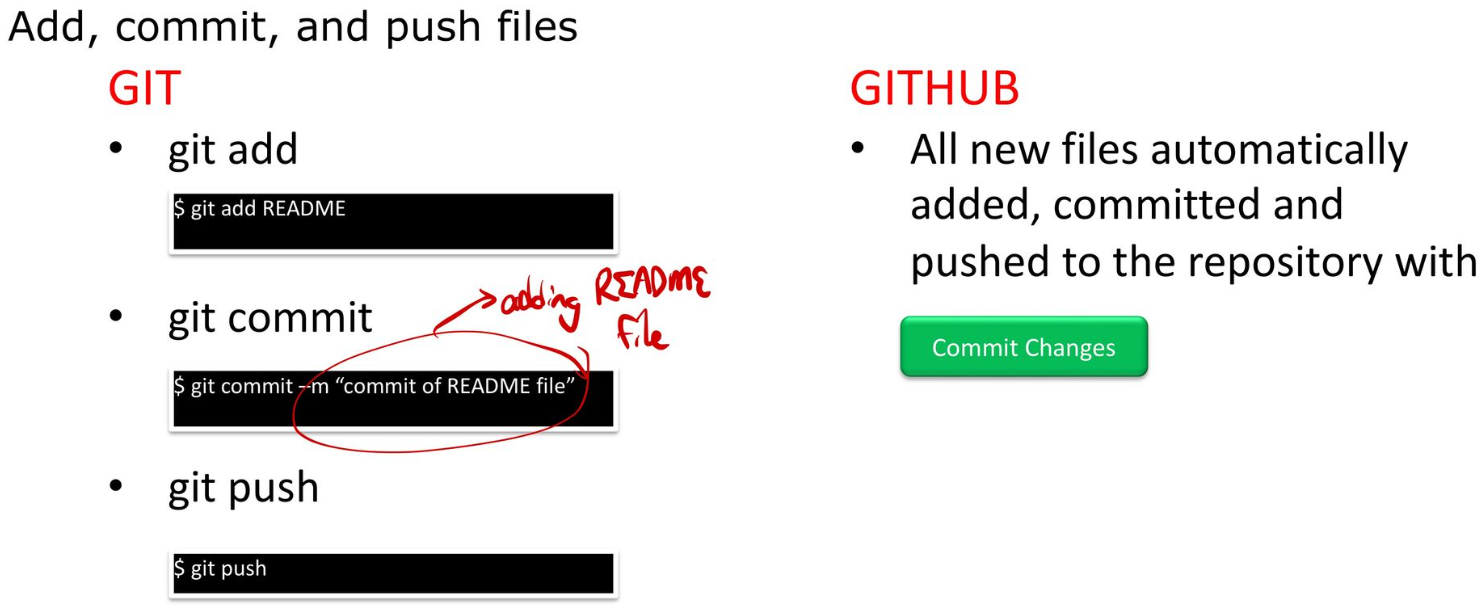 Add, commit, and push files
GIT
• git add
$ git add README
• git commit
adding README
File
$ git commit –m “commit of README file”
• git push
$ git push
GITHUB
• All new files automatically
added, committed and
pushed to the repository with
Commit Changes